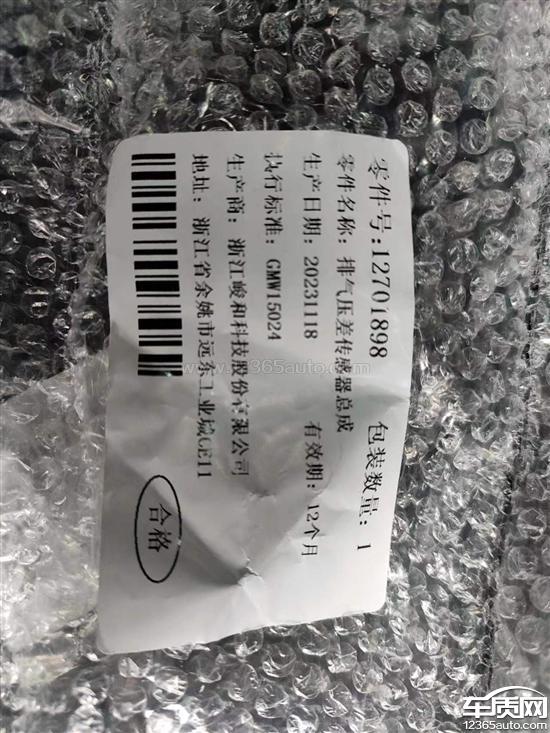 零件号:12701898 包装数量: 1
零件名称: 排气压差传感器总成
生产日期: 20231118 有效期: 12个月
执行标准: GMW15024
生产商: 浙江峻和科技股份有限公司
地址: 浙江省余姚市远东工业城CE11
合格
www.12365auto.com
车质网
12365auto.com